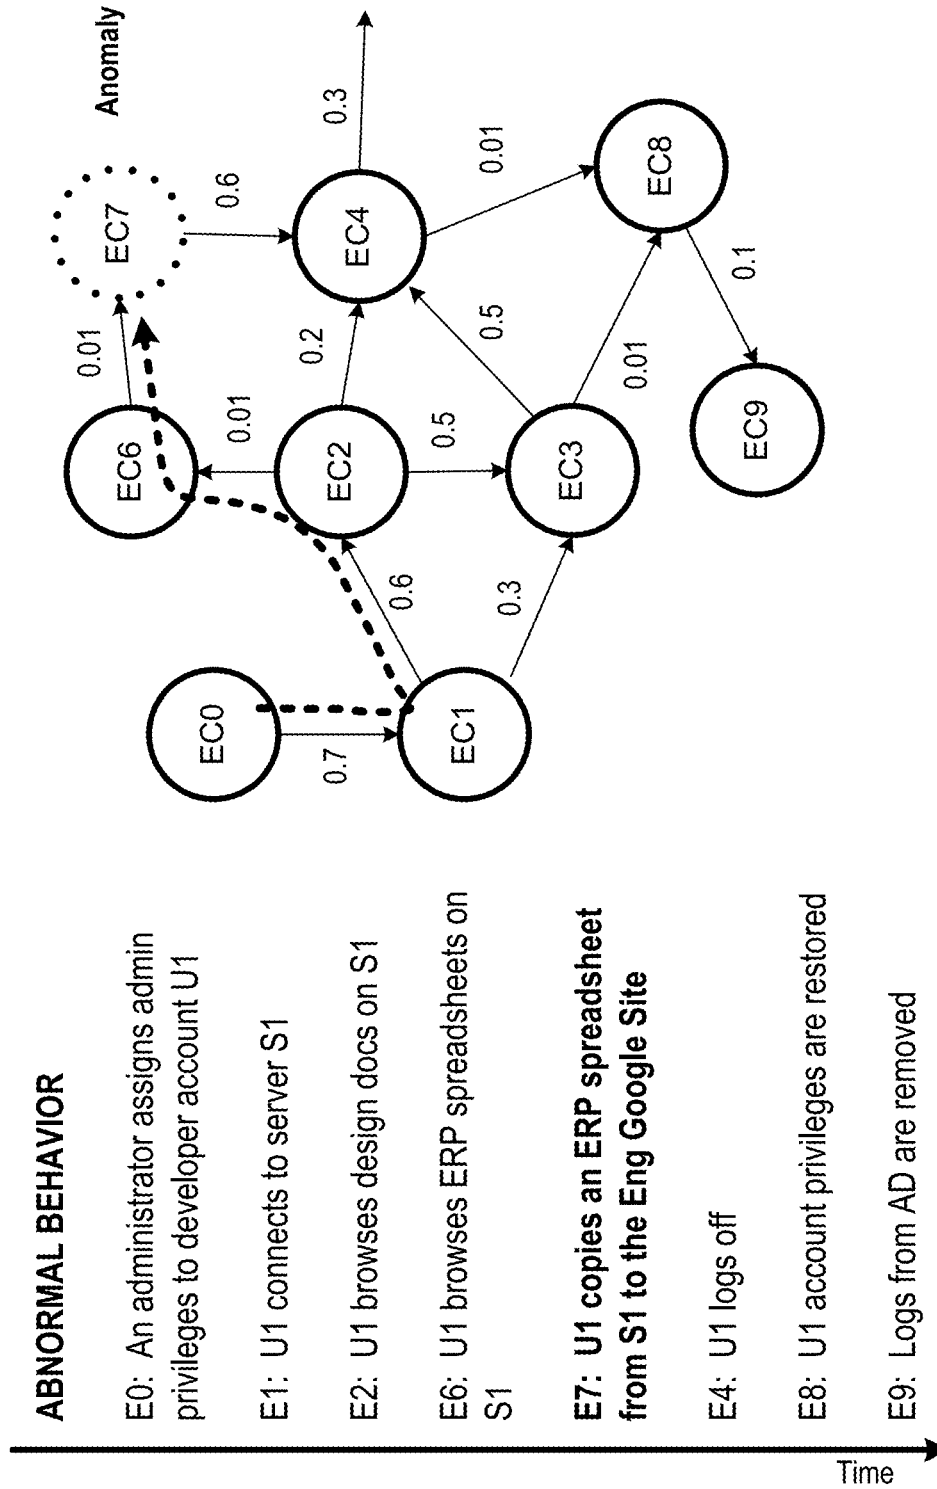 ABNORMAL BEHAVIOR
E0: An administrator assigns admin
privileges to developer account U1
E1: U1 connects to server S1
E2: U1 browses design docs on S1
E6: U1 browses ERP spreadsheets on
S1
E7: U1 copies an ERP spreadsheet
from S1 to the Eng Google Site
E4: U1 logs off
E8: U1 account privileges are restored
E9: Logs from AD are removed
Time
Anomaly
EC7
0.01
EC6
0.6
0.3
0.01
EC0
0.2
EC4
EC2
0.7
0.01
0.6
0.5
0.5
EC1
EC3
EC8
0.3
0.01
0.1
EC9